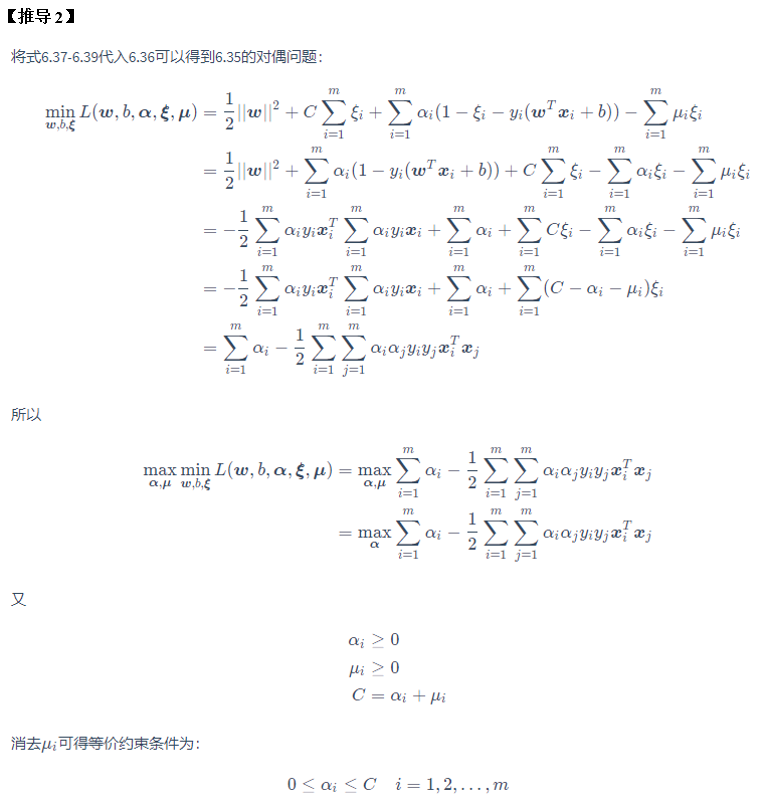 【推导 2】
将式6.37-6.39代入6.36可以得到6.35的对偶问题：
$\min_{\boldsymbol{w},b,\boldsymbol{\xi}} L(\boldsymbol{w},b,\boldsymbol{\alpha},\boldsymbol{\xi},\boldsymbol{\mu}) = \frac{1}{2}||\boldsymbol{w}||^2 + C\sum_{i=1}^m \xi_i + \sum_{i=1}^m \alpha_i(1-\xi_i-y_i(\boldsymbol{w}^T\boldsymbol{x}_i+b)) - \sum_{i=1}^m \mu_i\xi_i$
$= \frac{1}{2}||\boldsymbol{w}||^2 + \sum_{i=1}^m \alpha_i(1-y_i(\boldsymbol{w}^T\boldsymbol{x}_i+b)) + C\sum_{i=1}^m \xi_i - \sum_{i=1}^m \alpha_i\xi_i - \sum_{i=1}^m \mu_i\xi_i$
$= -\frac{1}{2}\sum_{i=1}^m \alpha_i y_i \boldsymbol{x}_i^T \sum_{i=1}^m \alpha_i y_i \boldsymbol{x}_i + \sum_{i=1}^m \alpha_i + \sum_{i=1}^m C\xi_i - \sum_{i=1}^m \alpha_i\xi_i - \sum_{i=1}^m \mu_i\xi_i$
$= -\frac{1}{2}\sum_{i=1}^m \alpha_i y_i \boldsymbol{x}_i^T \sum_{i=1}^m \alpha_i y_i \boldsymbol{x}_i + \sum_{i=1}^m \alpha_i + \sum_{i=1}^m (C-\alpha_i-\mu_i)\xi_i$
$= \sum_{i=1}^m \alpha_i - \frac{1}{2}\sum_{i=1}^m \sum_{j=1}^m \alpha_i\alpha_j y_i y_j \boldsymbol{x}_i^T \boldsymbol{x}_j$
所以
$\max_{\boldsymbol{\alpha},\boldsymbol{\mu}} \min_{\boldsymbol{w},b,\boldsymbol{\xi}} L(\boldsymbol{w},b,\boldsymbol{\alpha},\boldsymbol{\xi},\boldsymbol{\mu}) = \max_{\boldsymbol{\alpha},\boldsymbol{\mu}} \sum_{i=1}^m \alpha_i - \frac{1}{2}\sum_{i=1}^m \sum_{j=1}^m \alpha_i\alpha_j y_i y_j \boldsymbol{x}_i^T \boldsymbol{x}_j$
$= \max_{\boldsymbol{\alpha}} \sum_{i=1}^m \alpha_i - \frac{1}{2}\sum_{i=1}^m \sum_{j=1}^m \alpha_i\alpha_j y_i y_j \boldsymbol{x}_i^T \boldsymbol{x}_j$
又
$\alpha_i \geq 0$
$\mu_i \geq 0$
$C = \alpha_i + \mu_i$
消去$\mu_i$可得等价约束条件为：
$0 \leq \alpha_i \leq C \quad i=1,2,\ldots,m$